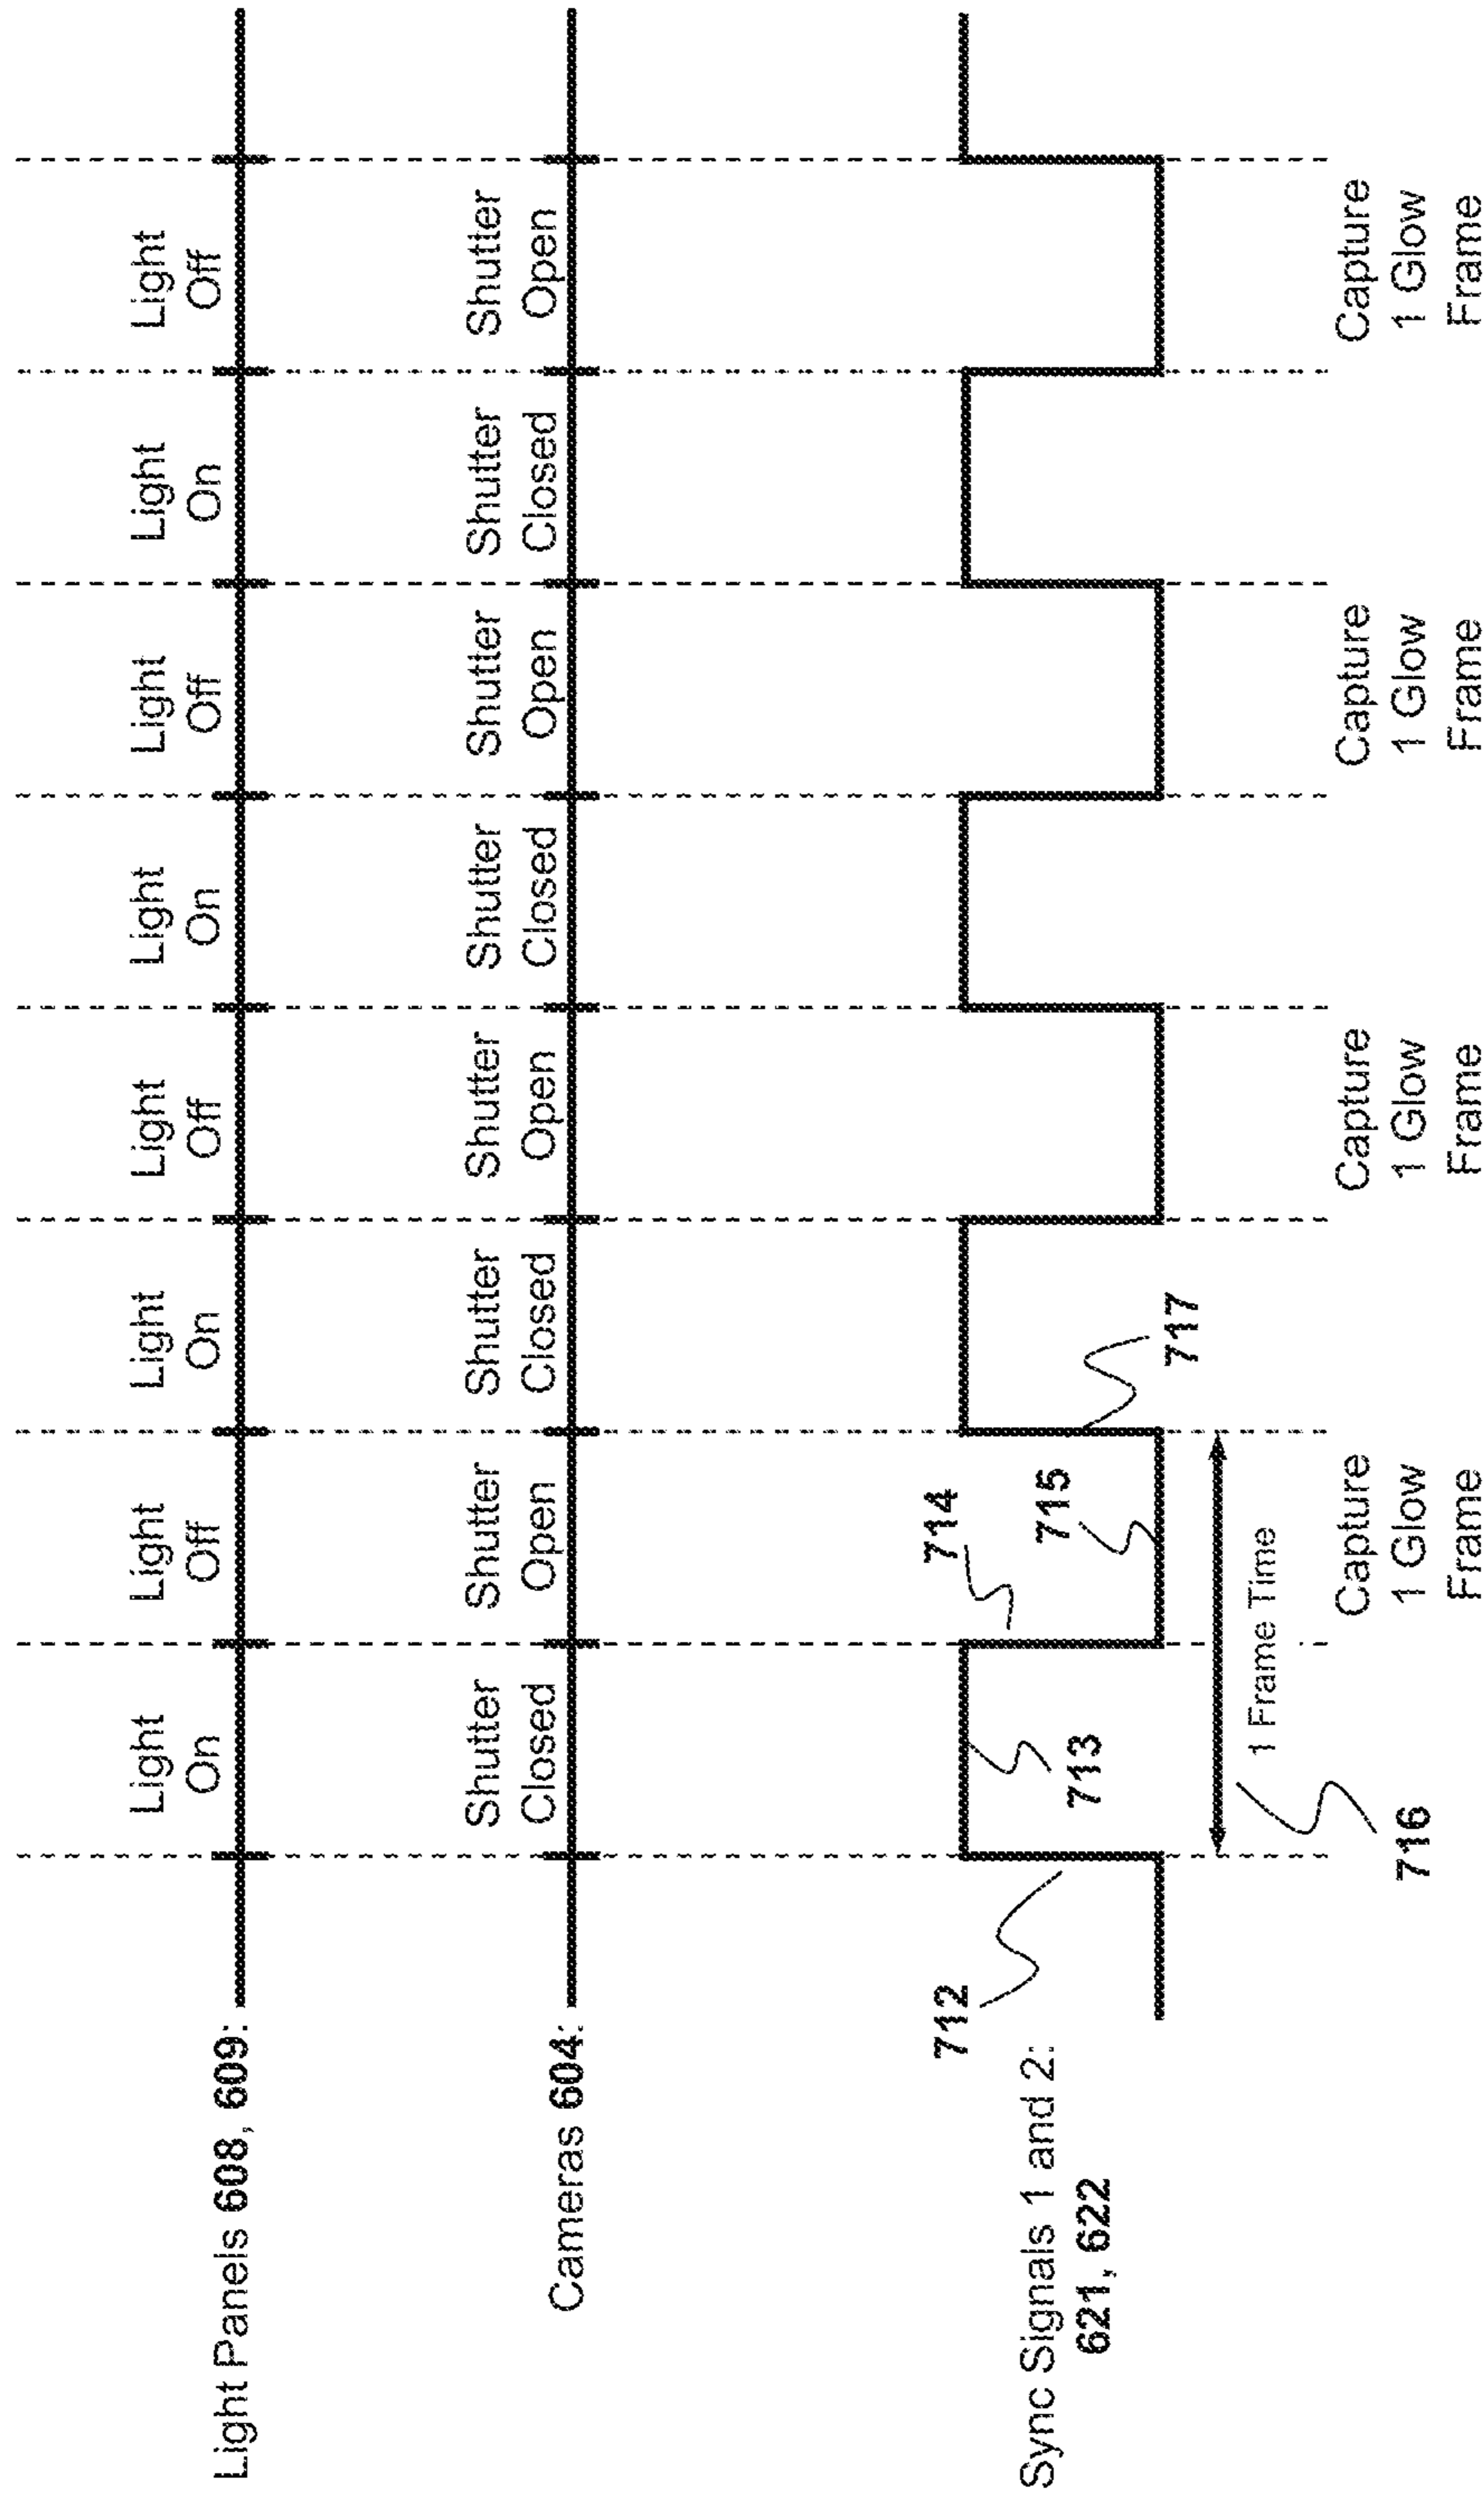 Light
On
Light
Off
Light
On
Light
Off
Light
On
Light
Off
Light
On
Light
Off
Light Panels 608, 609:
Shutter
Closed
Shutter
Open
Shutter
Closed
Shutter
Open
Shutter
Closed
Shutter
Open
Shutter
Closed
Shutter
Open
Cameras 604:
712
714
713
715
717
Sync Signals 1 and 2:
621, 622
1 Frame Time
716
Capture
1 Glow
Frame
Capture
1 Glow
Frame
Capture
1 Glow
Frame
Capture
1 Glow
Frame